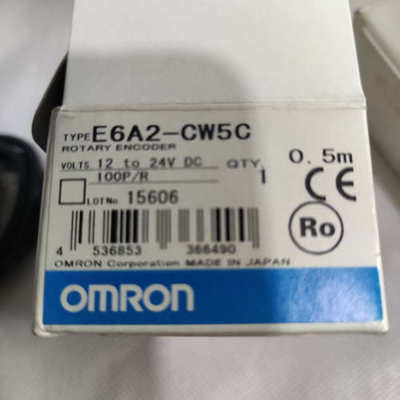 TYPE E6A2-CW5C
ROTARY ENCODER
VOLTS 12 to 24V DC QTY 0.5m
100P/R 1 CE
LOT No 15606
Ro
4 536853 366490
OMRON Corporation MADE IN JAPAN
OMRON